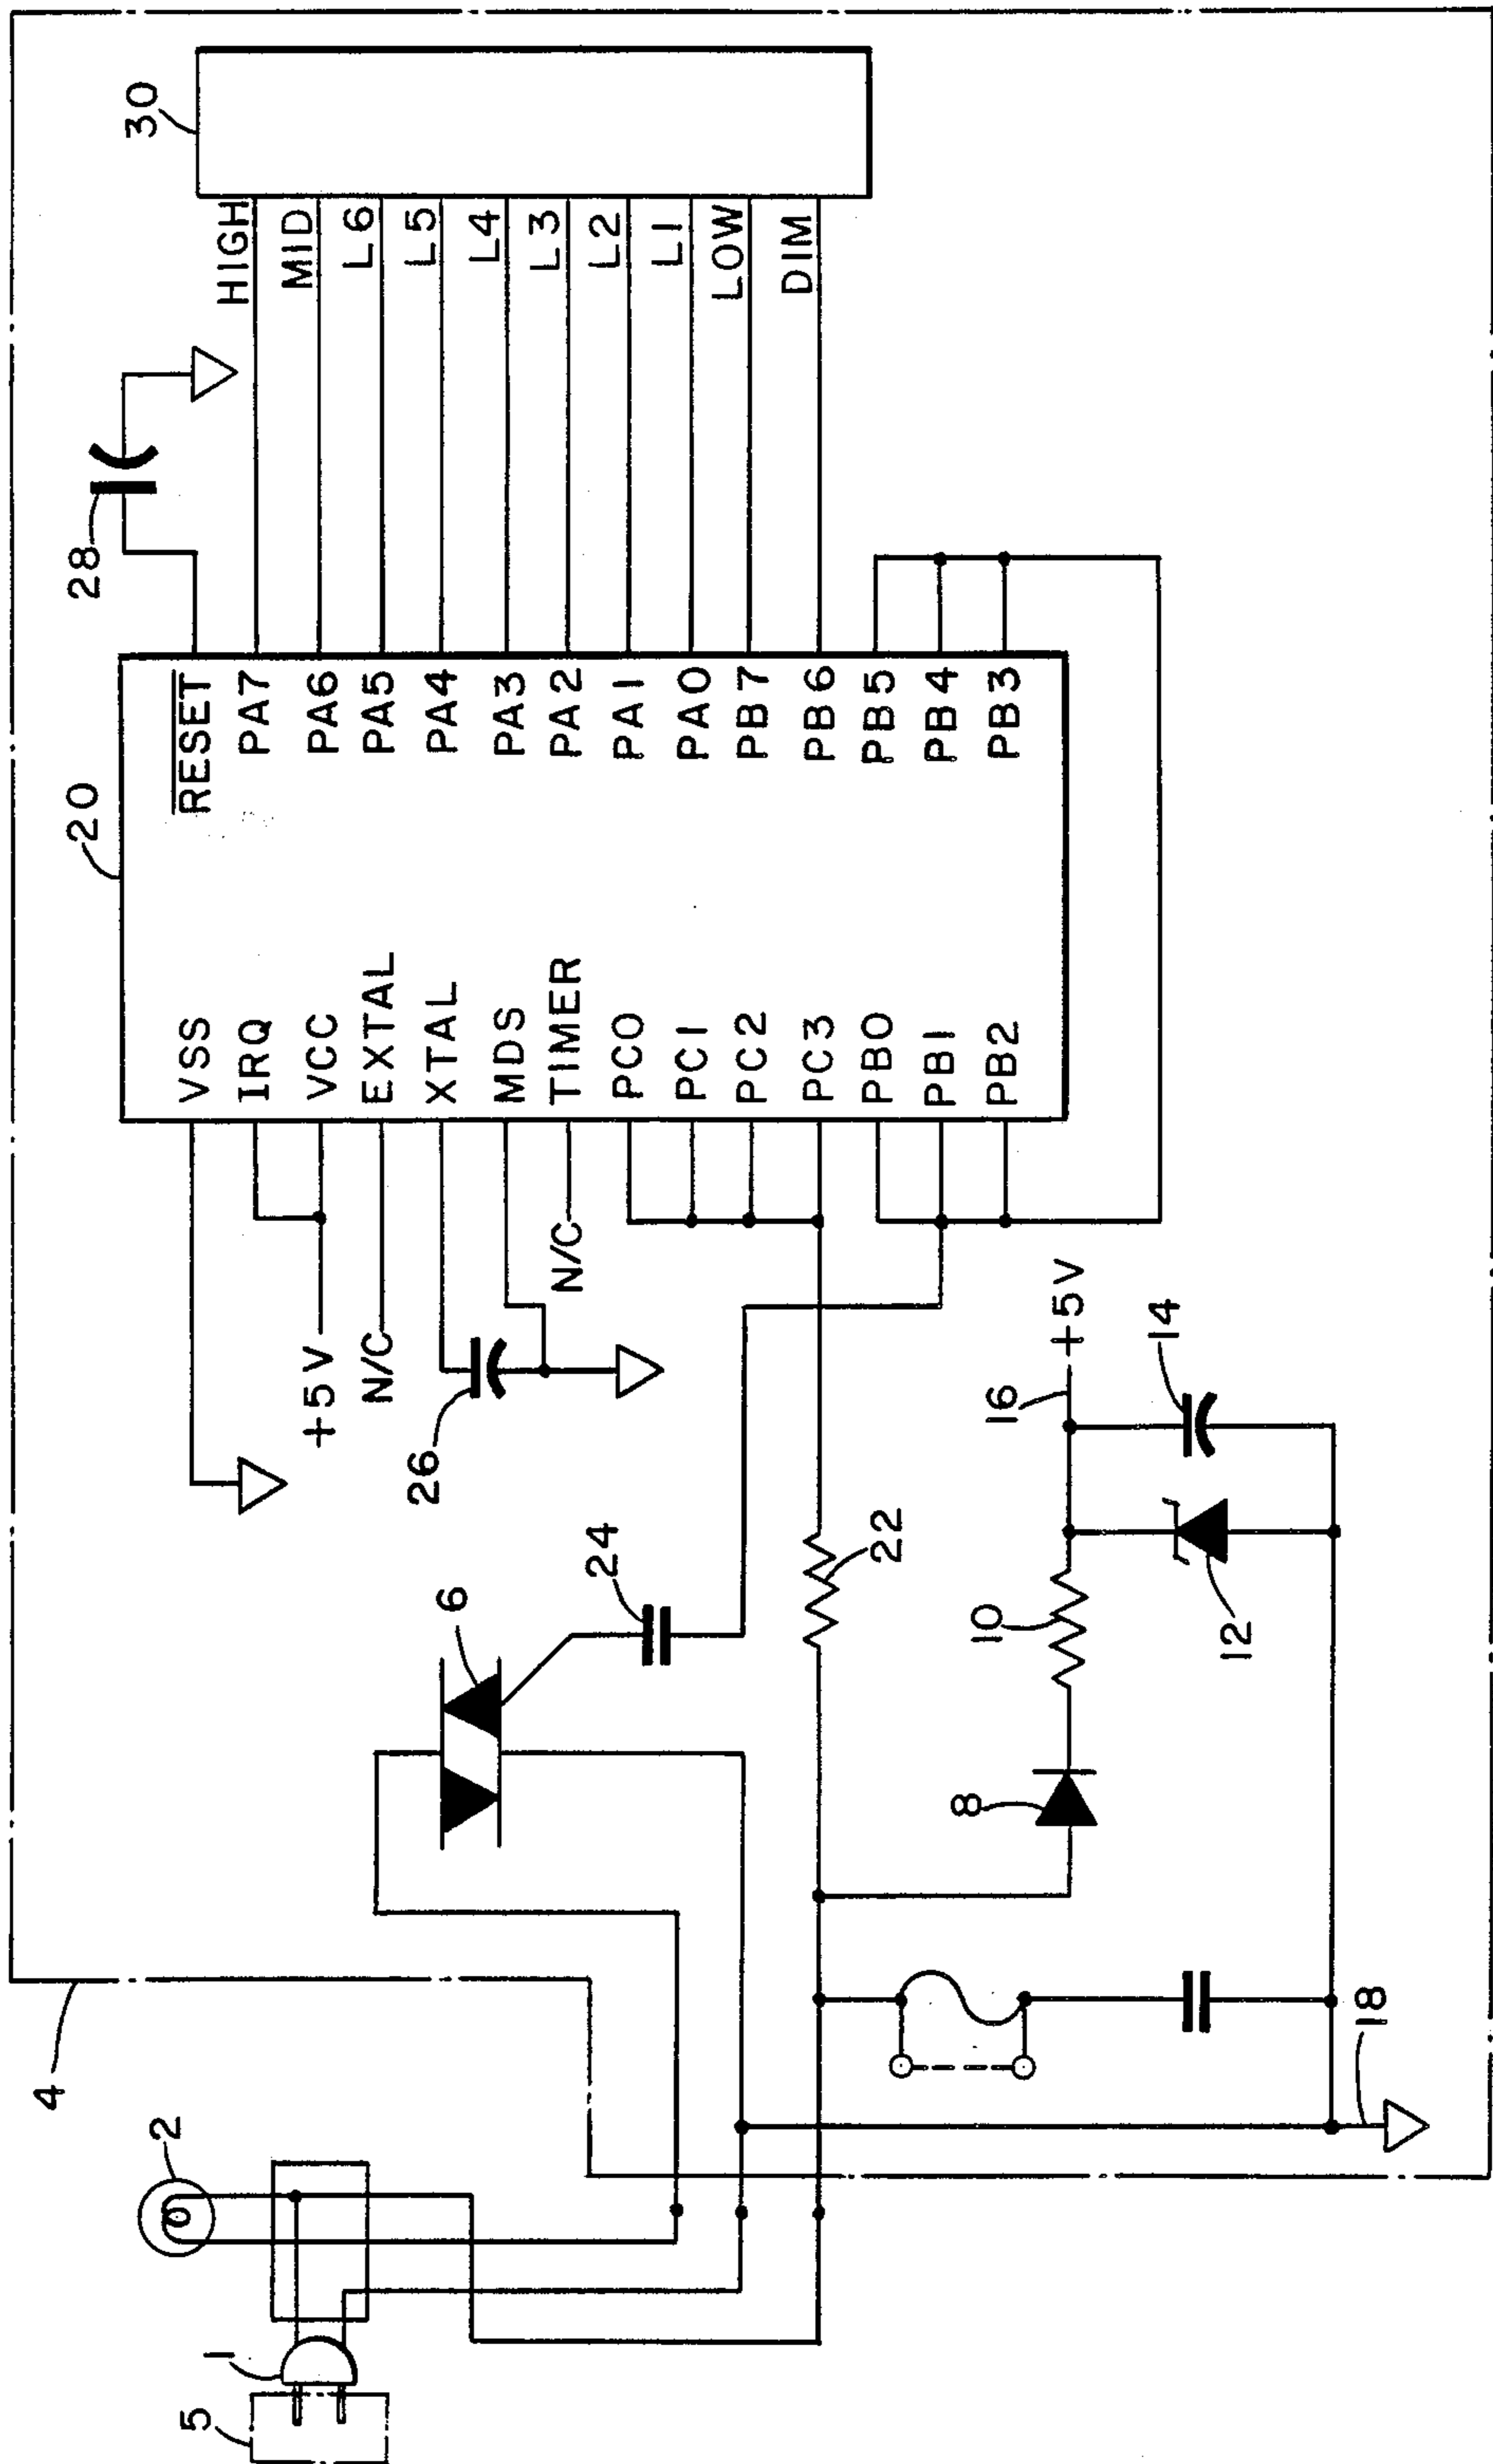 4
5
1
2
6
24
22
8
10
12
14
16
+5V
18
20
VSS
IRQ
VCC
EXTAL
XTAL
MDS
TIMER
PC0
PC1
PC2
PC3
PB0
PB1
PB2
+5V
N/C
26
N/C
RESET
PA7
PA6
PA5
PA4
PA3
PA2
PA1
PA0
PB7
PB6
PB5
PB4
PB3
28
HIGH
MID
L6
L5
L4
L3
L2
L1
LOW
DIM
30